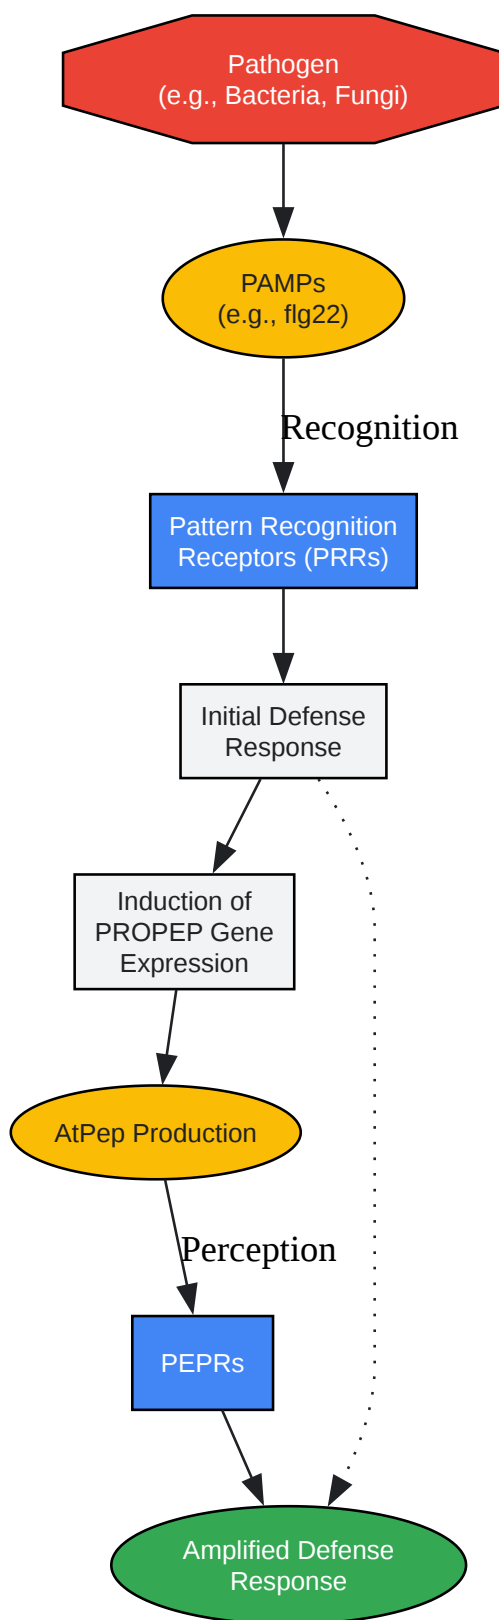 Pathogen
(e.g., Bacteria, Fungi)
PAMPs
(e.g., flg22)
Recognition
Pattern Recognition
Receptors (PRRs)
Initial Defense
Response
Induction of
PROPEP Gene
Expression
AtPep Production
Perception
PEPRs
Amplified Defense
Response